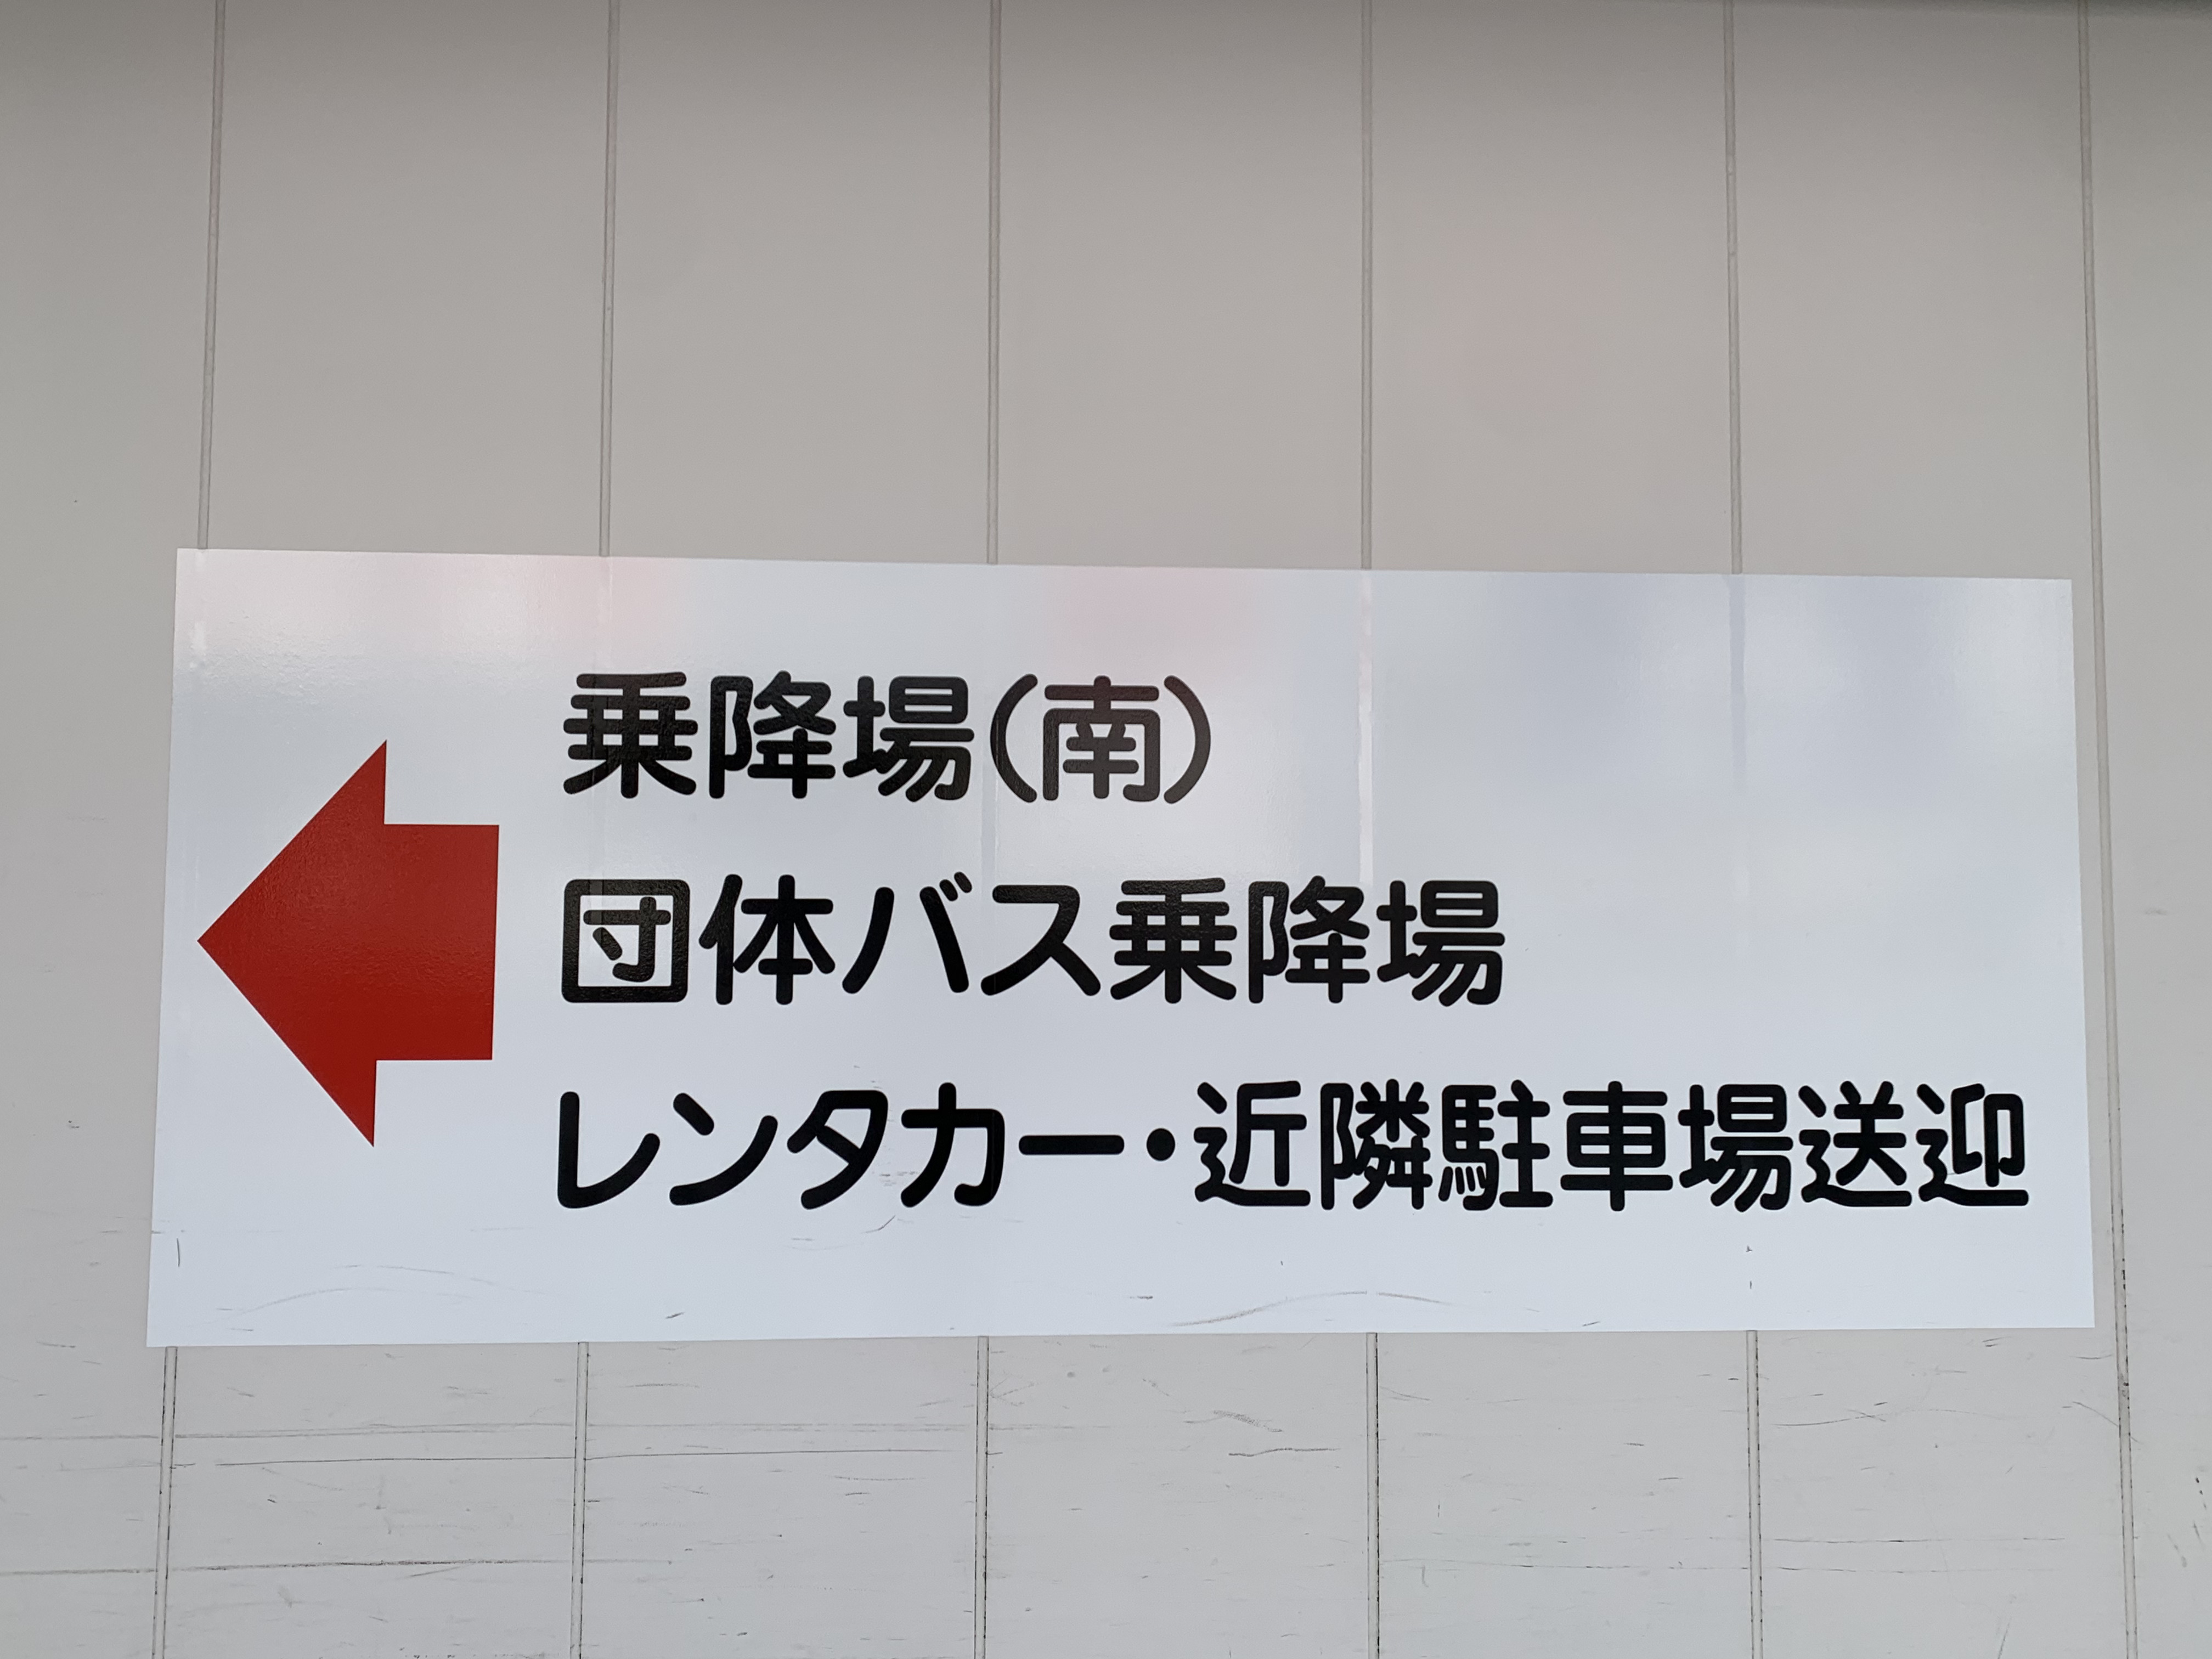 乗降場(南)
団体バス乗降場
レンタカー・近隣駐車場送迎